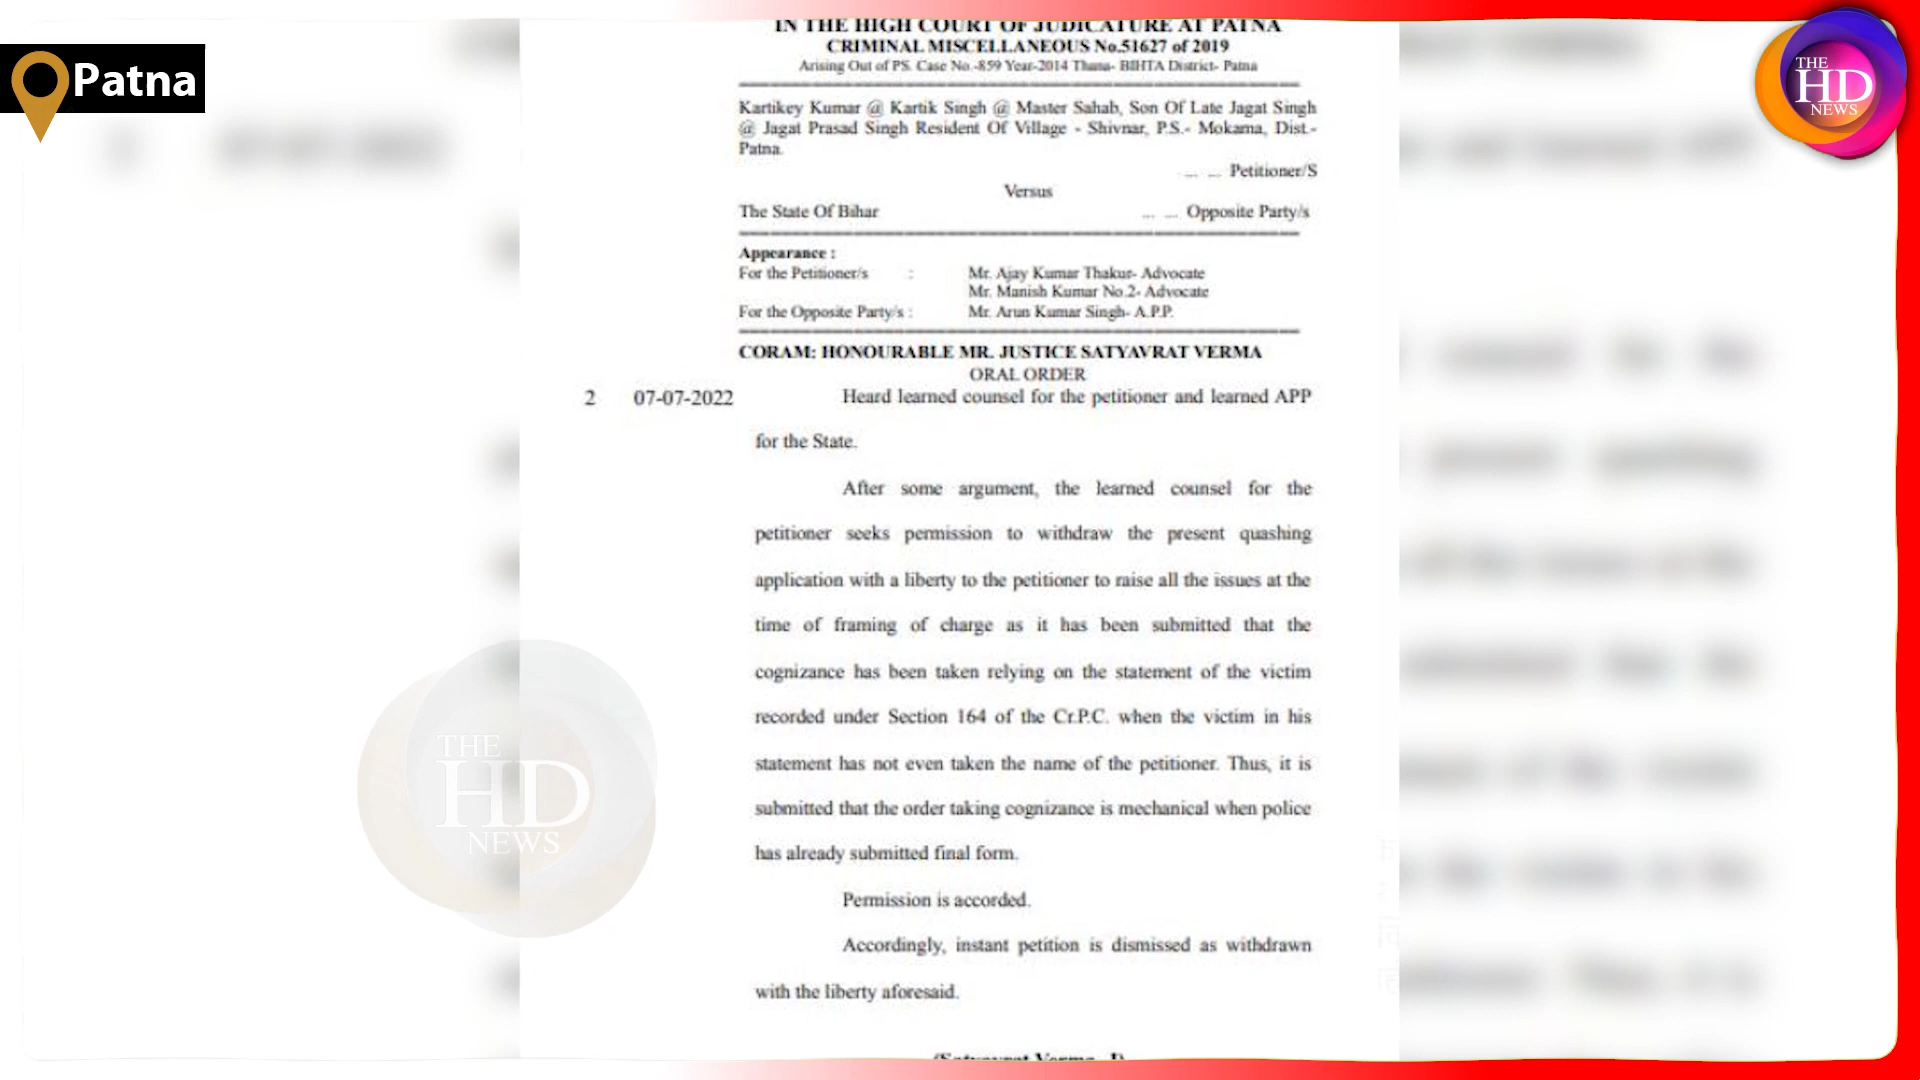 Patna
THE
HD
NEWS
IN THE HIGH COURT OF JUDICATURE AT PATNA
CRIMINAL MISCELLANEOUS No.51627 of 2019
Arising Out of PS. Case No.-859 Year-2014 Thana- BIHTA District- Patna
Kartikey Kumar @ Kartik Singh @ Master Sahab, Son Of Late Jagat Singh
@ Jagat Prasad Singh Resident Of Village - Shivnar, P.S.- Mokama, Dist.-
Patna.
... ... Petitioner/S
Versus
The State Of Bihar ... ... Opposite Party/s
Appearance :
For the Petitioner/s : Mr. Ajay Kumar Thakur- Advocate
Mr. Manish Kumar No.2- Advocate
For the Opposite Party/s : Mr. Arun Kumar Singh- A.P.P.
CORAM: HONOURABLE MR. JUSTICE SATYAVRAT VERMA
ORAL ORDER
2 07-07-2022 Heard learned counsel for the petitioner and learned APP
for the State.
After some argument, the learned counsel for the
petitioner seeks permission to withdraw the present quashing
application with a liberty to the petitioner to raise all the issues at the
time of framing of charge as it has been submitted that the
cognizance has been taken relying on the statement of the victim
recorded under Section 164 of the Cr.P.C. when the victim in his
statement has not even taken the name of the petitioner. Thus, it is
submitted that the order taking cognizance is mechanical when police
has already submitted final form.
Permission is accorded.
Accordingly, instant petition is dismissed as withdrawn
with the liberty aforesaid.
(Satyavrat Verma, J)
THE
HD
NEWS